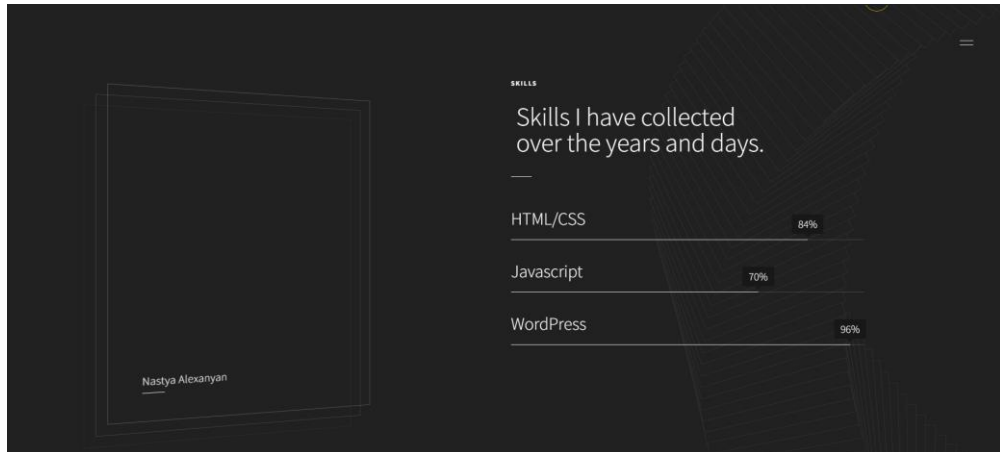 SKILLS
Skills I have collected
over the years and days.
HTML/CSS
84%
Javascript
70%
WordPress
96%
Nastya Alexanyan